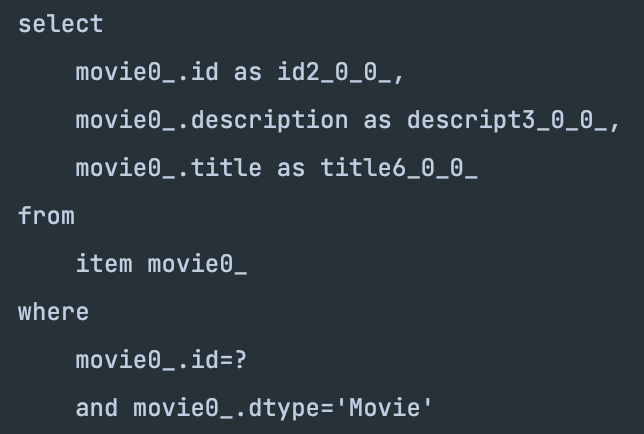 select
    movie0_.id as id2_0_0_,
    movie0_.description as descript3_0_0_,
    movie0_.title as title6_0_0_
from
    item movie0_
where
    movie0_.id=?
    and movie0_.dtype='Movie'